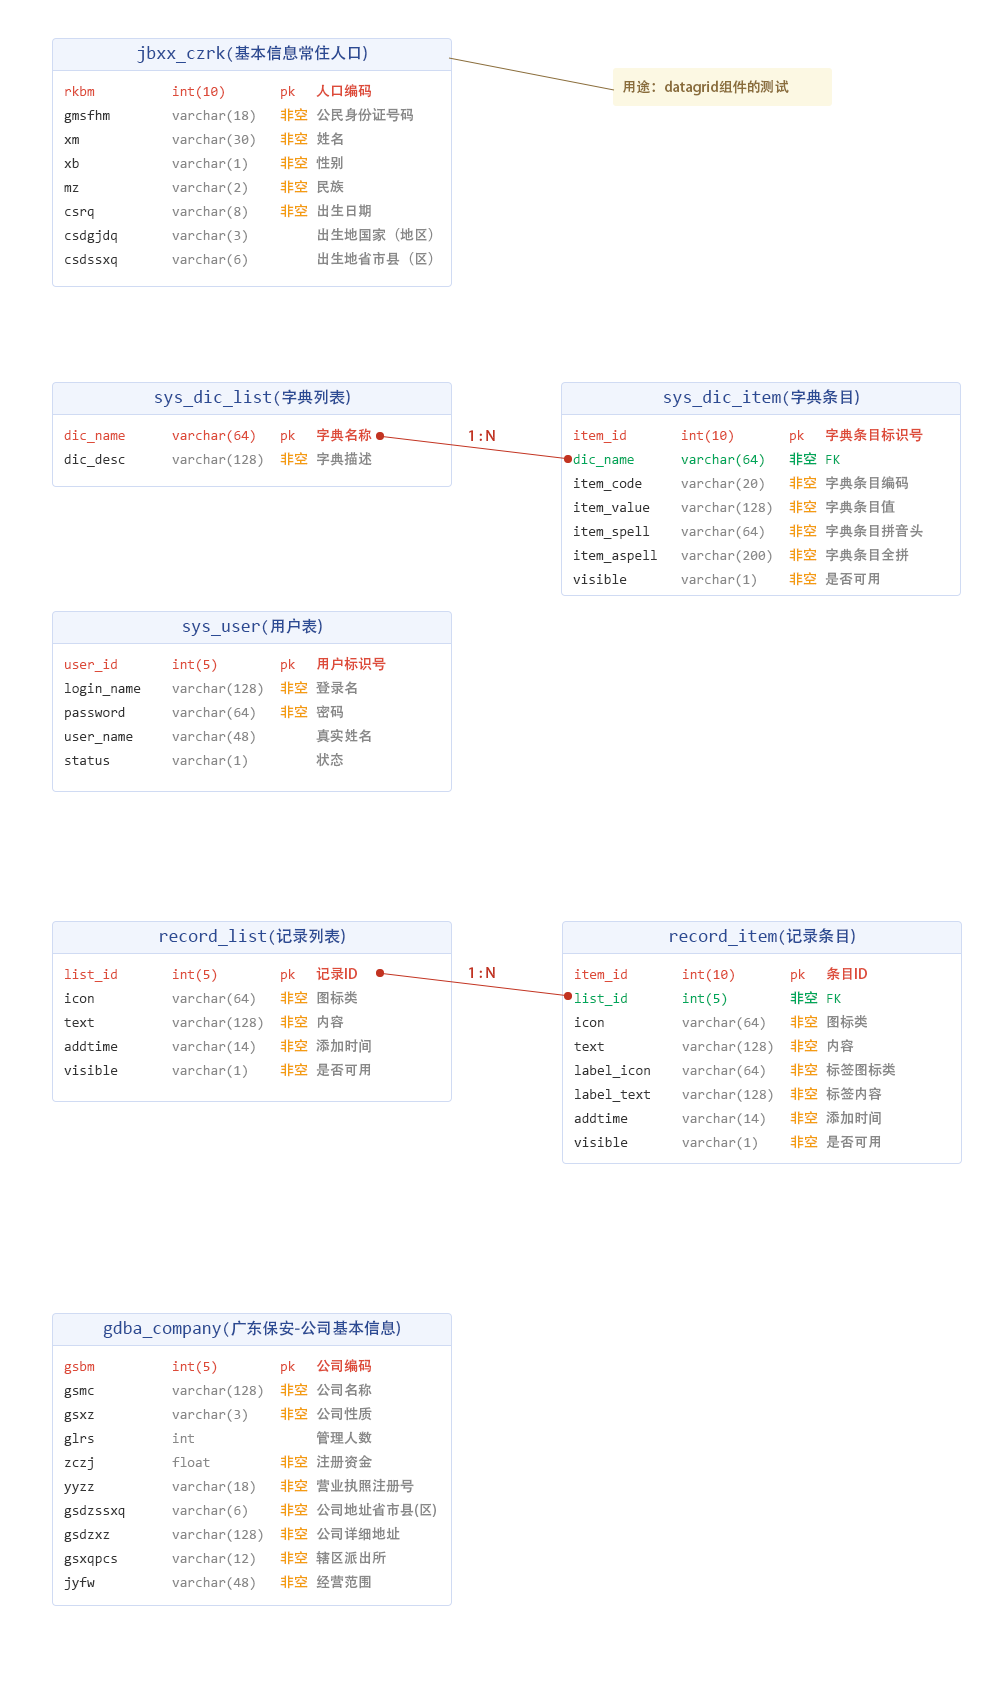 jbxx_czrk(基本信息常住人口)
rkbm int(10) pk 人口编码
gmsfhm varchar(18) 非空 公民身份证号码
xm varchar(30) 非空 姓名
xb varchar(1) 非空 性别
mz varchar(2) 非空 民族
csrq varchar(8) 非空 出生日期
csdgjdq varchar(3) 出生地国家（地区）
csdssxq varchar(6) 出生地省市县（区）
用途：datagrid组件的测试
sys_dic_list(字典列表)
dic_name varchar(64) pk 字典名称
dic_desc varchar(128) 非空 字典描述
1:N
sys_dic_item(字典条目)
item_id int(10) pk 字典条目标识号
dic_name varchar(64) 非空 FK
item_code varchar(20) 非空 字典条目编码
item_value varchar(128) 非空 字典条目值
item_spell varchar(64) 非空 字典条目拼音头
item_aspell varchar(200) 非空 字典条目全拼
visible varchar(1) 非空 是否可用
sys_user(用户表)
user_id int(5) pk 用户标识号
login_name varchar(128) 非空 登录名
password varchar(64) 非空 密码
user_name varchar(48) 真实姓名
status varchar(1) 状态
record_list(记录列表)
list_id int(5) pk 记录ID
icon varchar(64) 非空 图标类
text varchar(128) 非空 内容
addtime varchar(14) 非空 添加时间
visible varchar(1) 非空 是否可用
1:N
record_item(记录条目)
item_id int(10) pk 条目ID
list_id int(5) 非空 FK
icon varchar(64) 非空 图标类
text varchar(128) 非空 内容
label_icon varchar(64) 非空 标签图标类
label_text varchar(128) 非空 标签内容
addtime varchar(14) 非空 添加时间
visible varchar(1) 非空 是否可用
gdba_company(广东保安-公司基本信息)
gsbm int(5) pk 公司编码
gsmc varchar(128) 非空 公司名称
gsxz varchar(3) 非空 公司性质
glrs int 管理人数
zczj float 非空 注册资金
yyzz varchar(18) 非空 营业执照注册号
gsdzssxq varchar(6) 非空 公司地址省市县(区)
gsdzxz varchar(128) 非空 公司详细地址
gsxqpcs varchar(12) 非空 辖区派出所
jyfw varchar(48) 非空 经营范围